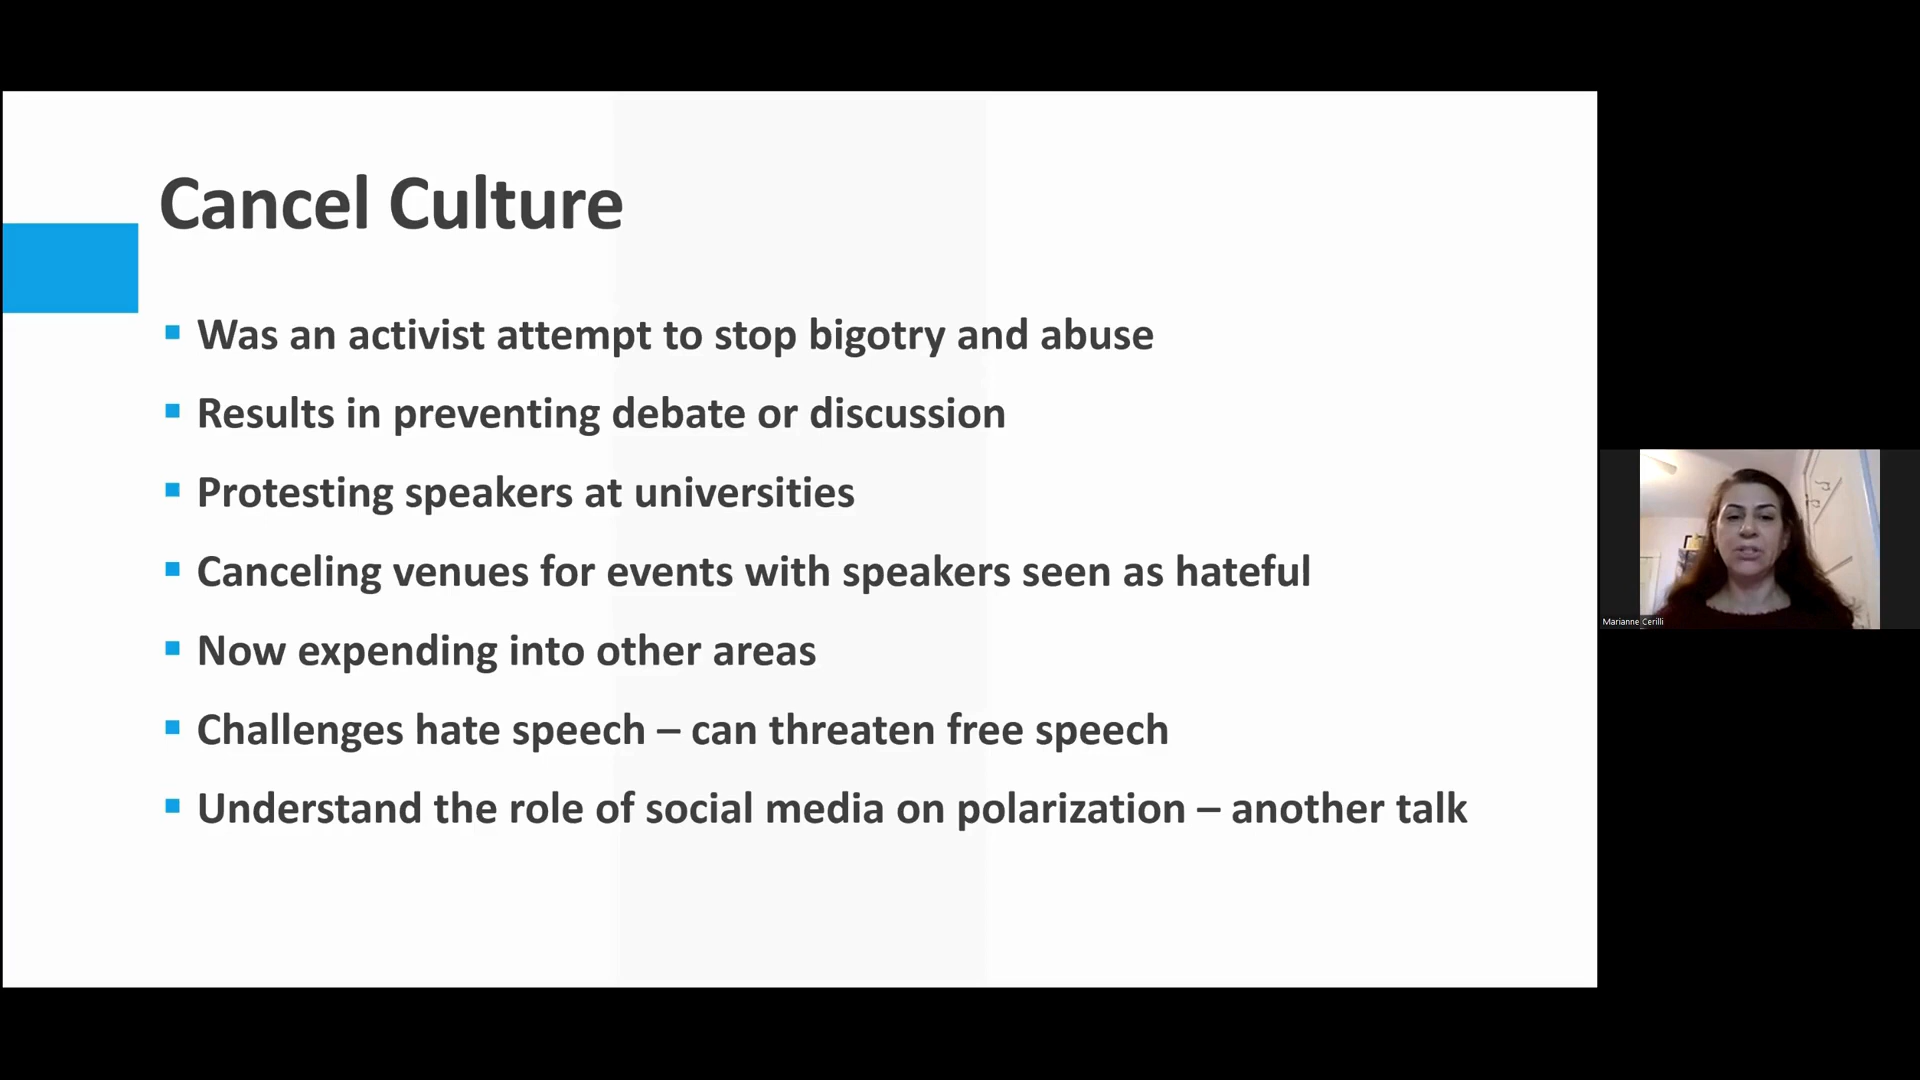 Cancel Culture
Was an activist attempt to stop bigotry and abuse
Results in preventing debate or discussion
Protesting speakers at universities
Canceling venues for events with speakers seen as hateful
Now expending into other areas
Challenges hate speech – can threaten free speech
Understand the role of social media on polarization – another talk
Marianne Cerilli